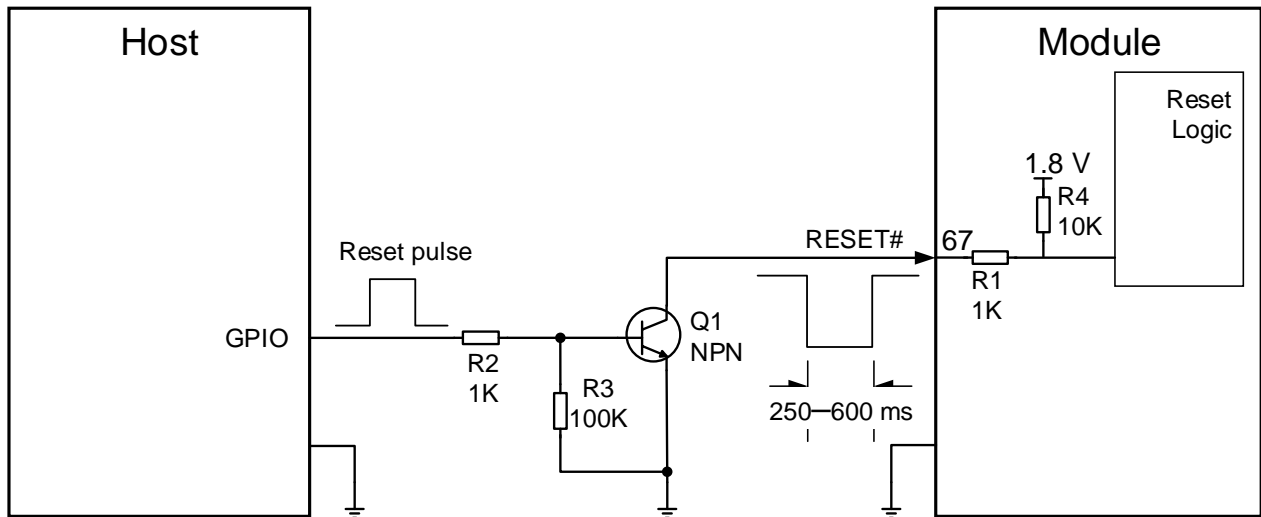 Host
Module
Reset
Logic
1.8 V
R4
10K
Reset pulse
RESET#
67
R1
1K
GPIO
Q1
NPN
R2
1K
R3
100K
250－600 ms